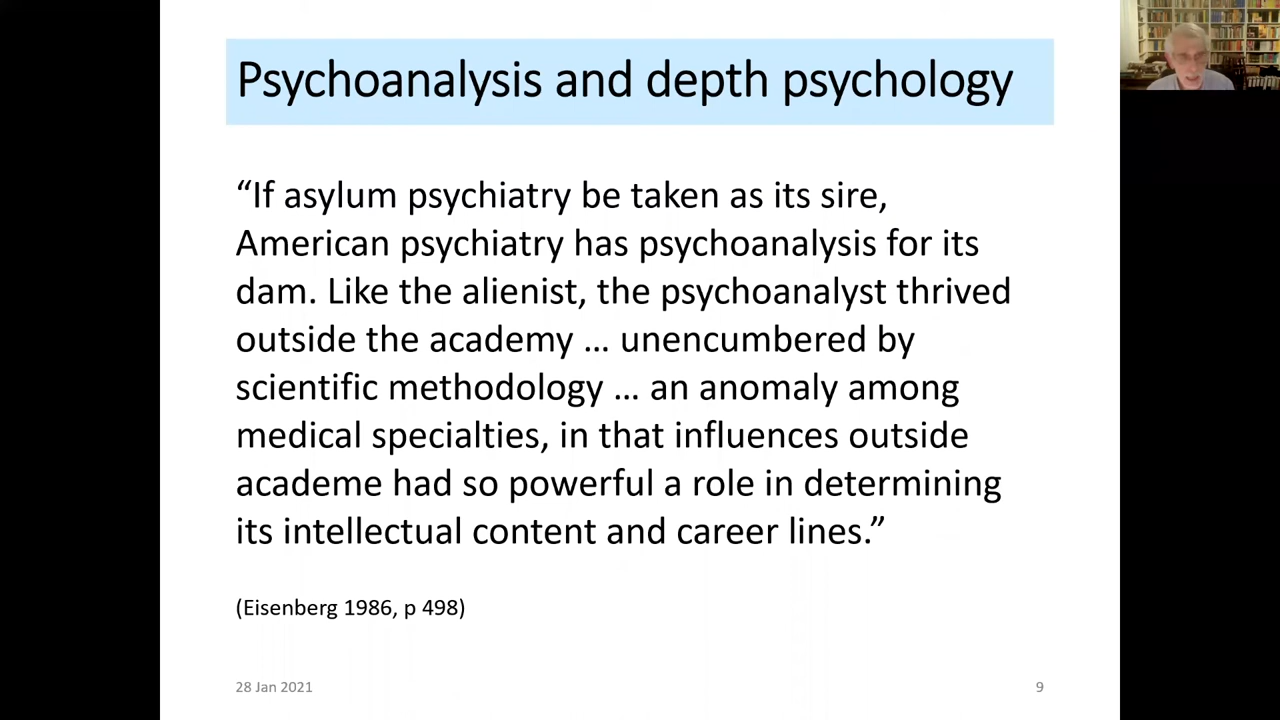 Psychoanalysis and depth psychology
“If asylum psychiatry be taken as its sire,
American psychiatry has psychoanalysis for its
dam. Like the alienist, the psychoanalyst thrived
outside the academy … unencumbered by
scientific methodology … an anomaly among
medical specialties, in that influences outside
academe had so powerful a role in determining
its intellectual content and career lines.”
(Eisenberg 1986, p 498)
28 Jan 2021
9